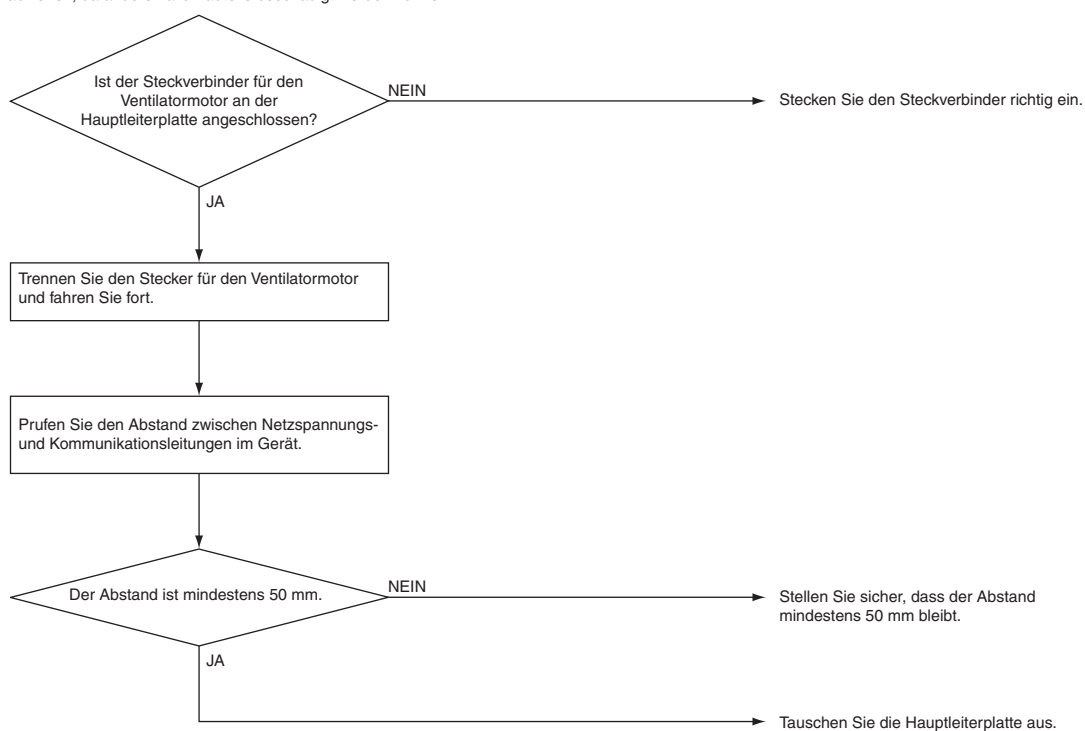 Ist der Steckverbinder für den
Ventilatormotor an der
Hauptleiterplatte angeschlossen?
NEIN
Stecken Sie den Steckverbinder richtig ein.
JA
Trennen Sie den Stecker für den Ventilatormotor
und fahren Sie fort.
Prufen Sie den Abstand zwischen Netzspannungs-
und Kommunikationsleitungen im Gerät.
Der Abstand ist mindestens 50 mm.
NEIN
Stellen Sie sicher, dass der Abstand
mindestens 50 mm bleibt.
JA
Tauschen Sie die Hauptleiterplatte aus.